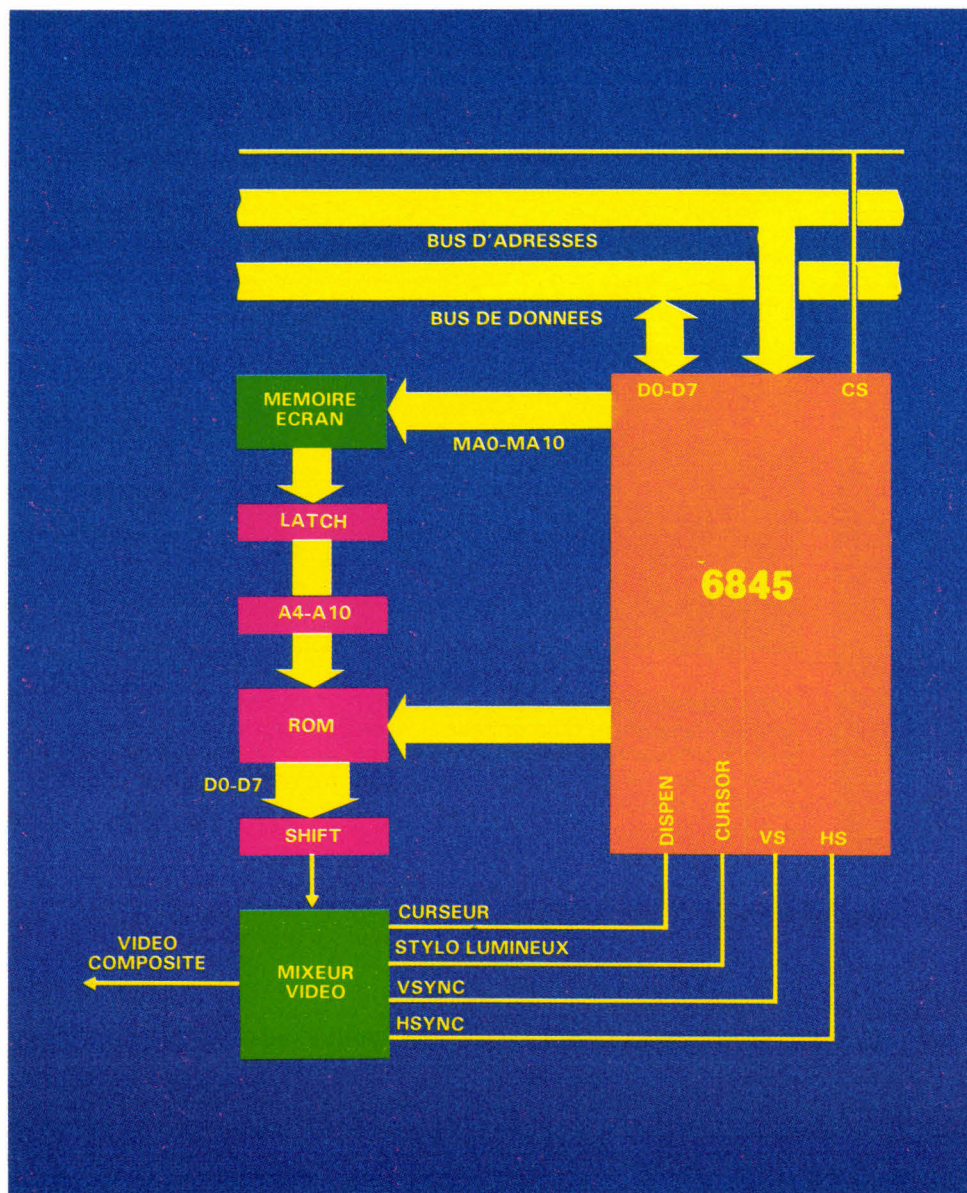 BUS D'ADRESSES
BUS DE DONNEES
D0-D7
CS
MEMOIRE
ECRAN
MA0-MA10
LATCH
6845
A4-A10
ROM
D0-D7
DISPEN
CURSOR
VS
HS
SHIFT
CURSEUR
STYLO LUMINEUX
VSYNC
HSYNC
VIDEO
COMPOSITE
MIXEUR
VIDEO